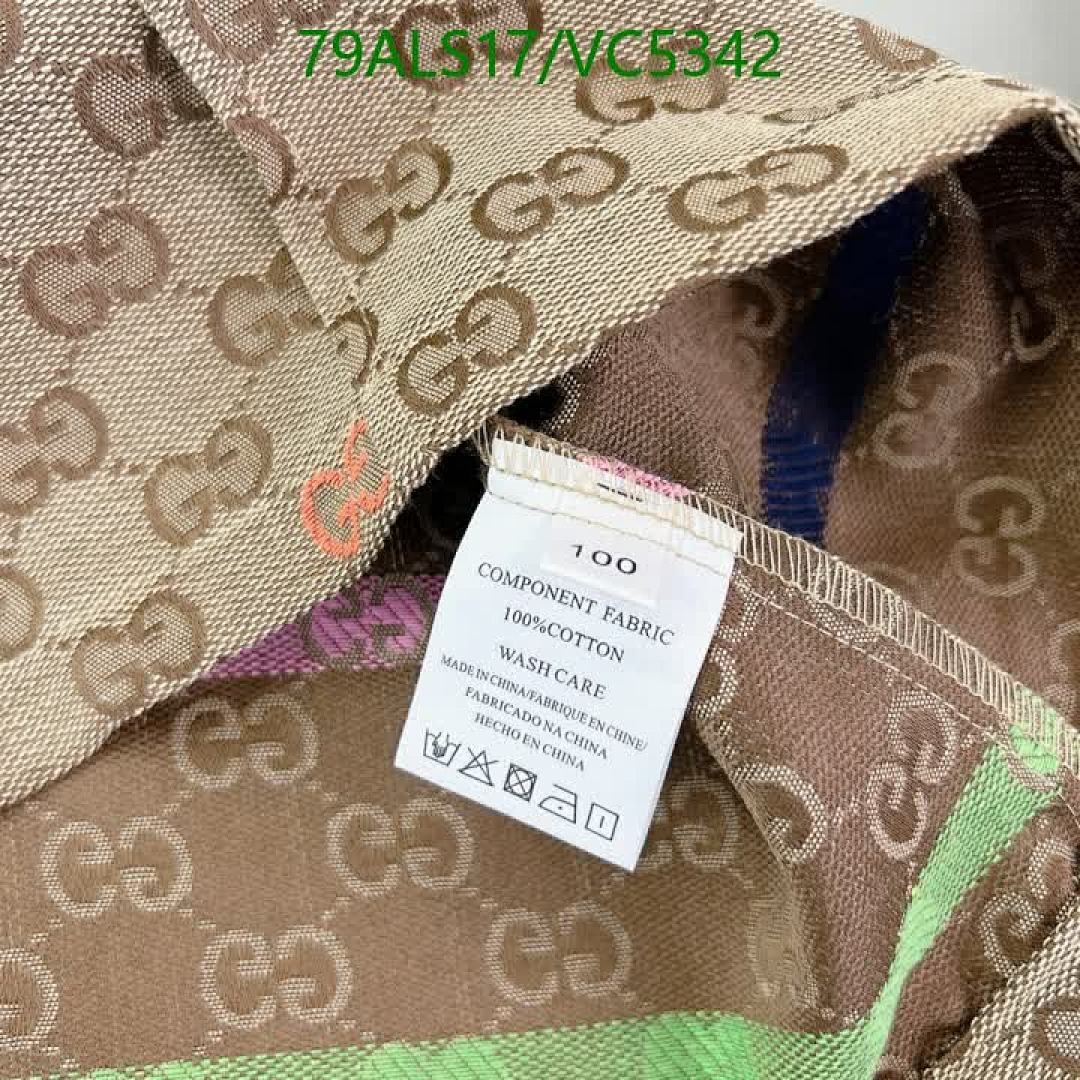 79ALS17/VC5342
100
COMPONENT FABRIC
100%COTTON
WASH CARE
MADE IN CHINA/FABRIQUE EN CHINE/
FABRICADO NA CHINA
HECHO EN CHINA